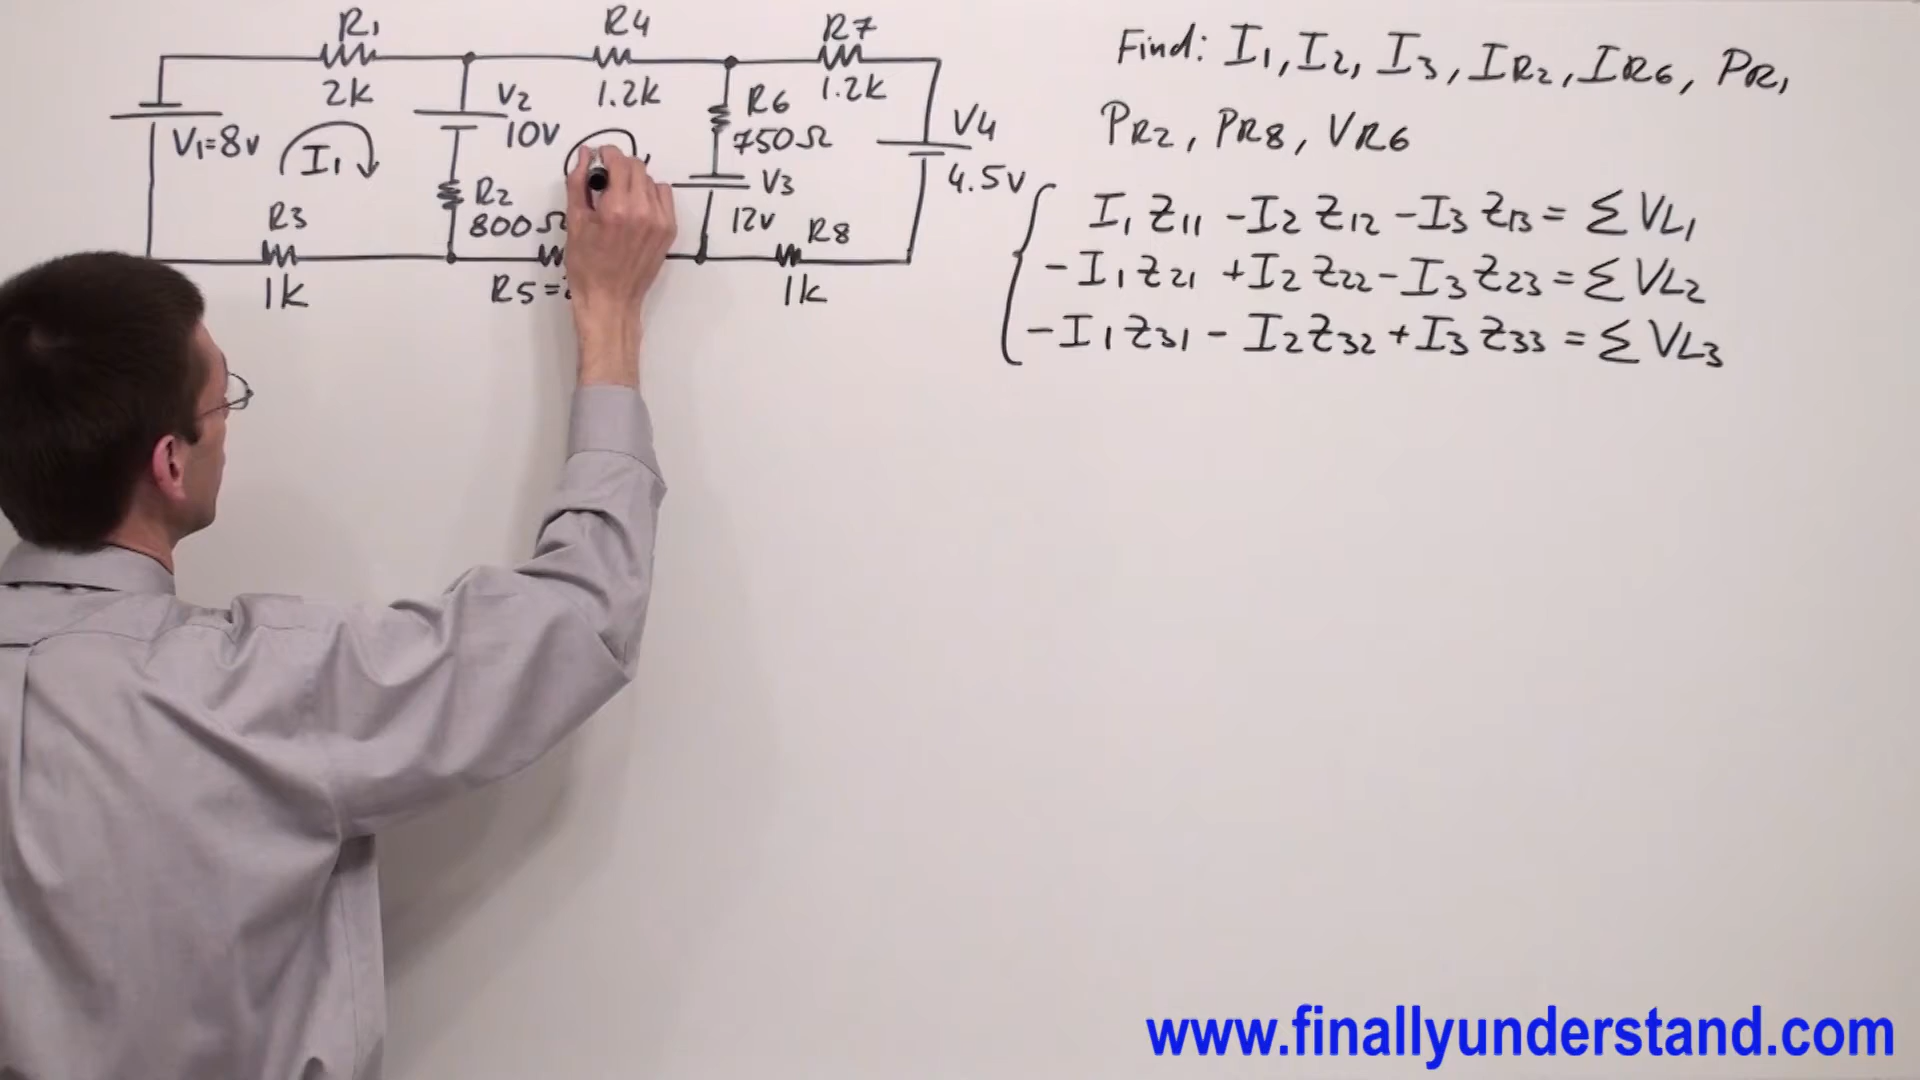 R1 R4 R7
2k V2 1.2k R6 1.2k V4
V1=8v I1 10V 750Ω 4.5v
R2 V3
R3 800Ω 12v R8
1k R5= 1k
Find: I1, I2, I3, IR2, IR6, PR1
PR2, PR8, VR6
I1 Z11 -I2 Z12 -I3 Z13 = ∑ VL1
-I1 Z21 +I2 Z22 -I3 Z23 = ∑ VL2
-I1 Z31 - I2 Z32 + I3 Z33 = ∑ VL3
www.finallyunderstand.com